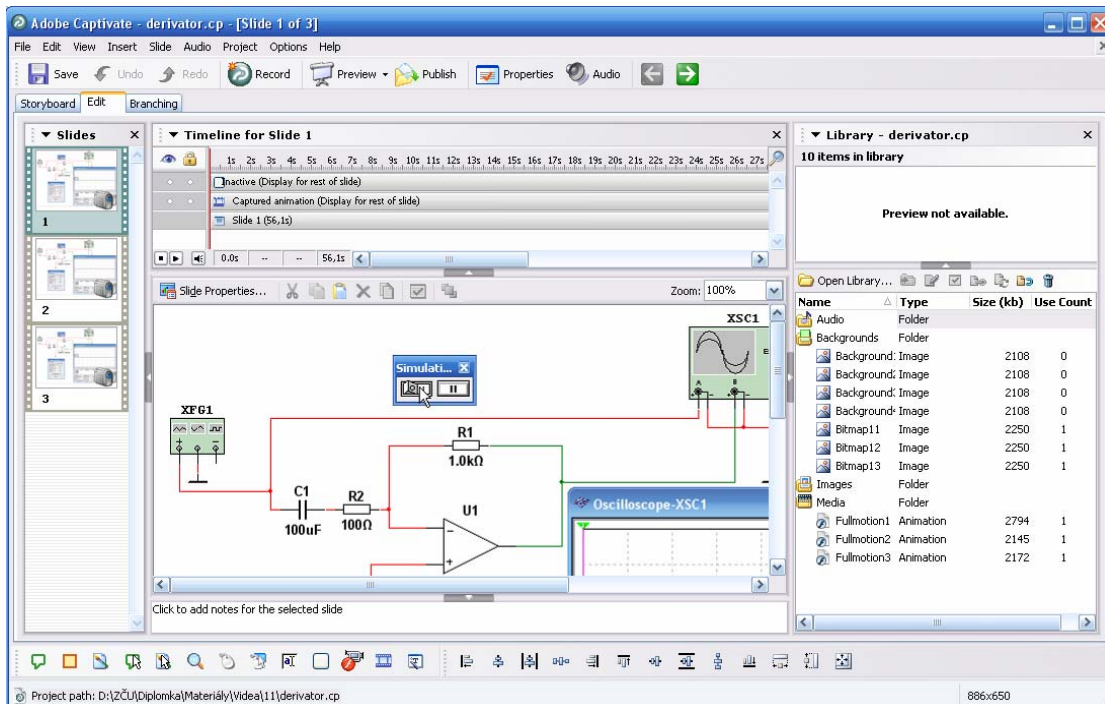 Adobe Captivate - derivator.cp - [Slide 1 of 3]
File Edit View Insert Slide Audio Project Options Help
Save Undo Redo Record Preview Publish Properties Audio
Storyboard Edit Branching
Slides
1
2
3
Timeline for Slide 1
1s 2s 3s 4s 5s 6s 7s 8s 9s 10s 11s 12s 13s 14s 15s 16s 17s 18s 19s 20s 21s 22s 23s 24s 25s 26s 27s
Inactive (Display for rest of slide)
Captured animation (Display for rest of slide)
Slide 1 (56,1s)
0.0s -- -- 56,1s
Slide Properties... Zoom: 100%
XSC1
A B
Simulati...
XFG1
R1
1.0kΩ
C1
100uF
R2
100Ω
U1
Oscilloscope-XSC1
Click to add notes for the selected slide
Library - derivator.cp
10 items in library
Preview not available.
Open Library...
Name Type Size (kb) Use Count
Audio Folder
Backgrounds Folder
Background Image 2108 0
Background Image 2108 0
Background Image 2108 0
Background Image 2108 0
Bitmap11 Image 2250 1
Bitmap12 Image 2250 1
Bitmap13 Image 2250 1
Images Folder
Media Folder
Fullmotion1 Animation 2794 1
Fullmotion2 Animation 2145 1
Fullmotion3 Animation 2172 1
Project path: D:\ZČU\Diplomka\Materiály\Videa\11\derivator.cp 886x650